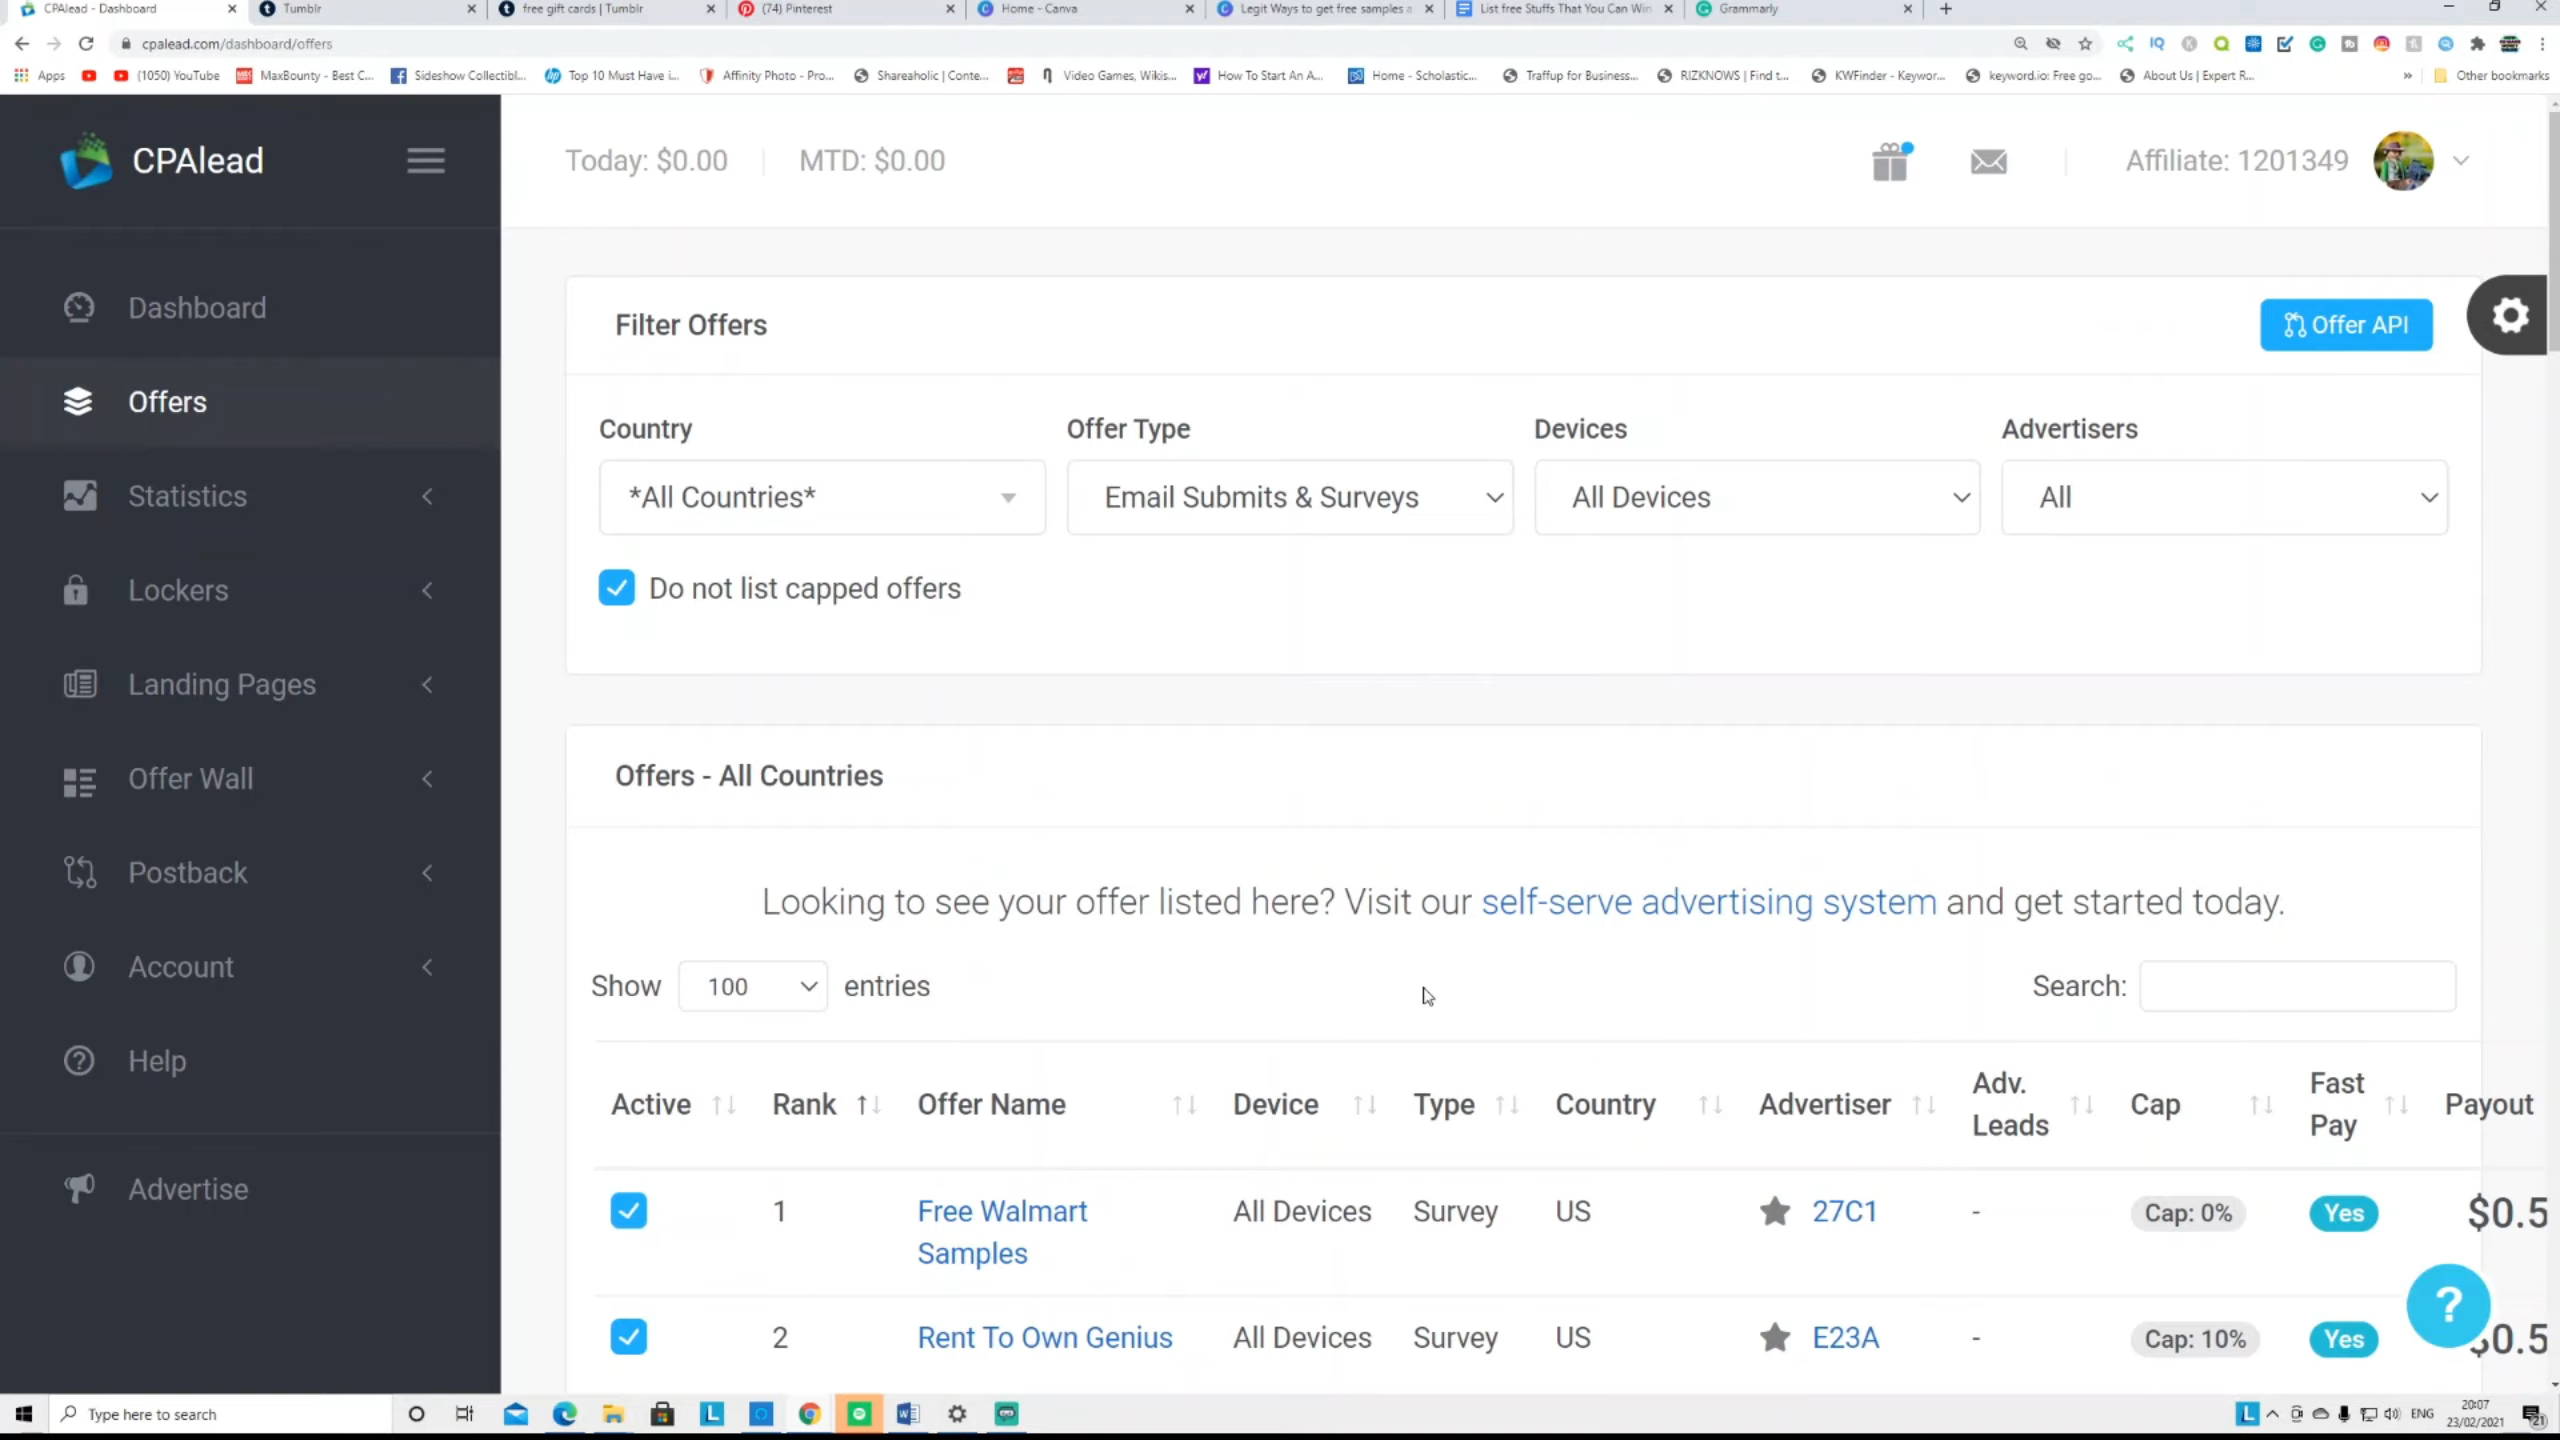 CPAlead - Dashboard
Tumblr
free gift cards | Tumblr
(74) Pinterest
Home - Canva
Legit Ways to get free samples a
List free Stuffs That You Can Win
Grammarly
cpalead.com/dashboard/offers
Apps
(1050) YouTube
MaxBounty - Best C...
Sideshow Collectibl...
Top 10 Must Have i...
Affinity Photo - Pro...
Shareaholic | Conte...
Video Games, Wikis...
How To Start An A...
Home - Scholastic...
Traffup for Business...
RIZKNOWS | Find t...
KWFinder - Keywor...
keyword.io: Free go...
About Us | Expert R...
Other bookmarks
CPAlead
Today: $0.00
MTD: $0.00
Affiliate: 1201349
Dashboard
Offers
Statistics
Lockers
Landing Pages
Offer Wall
Postback
Account
Help
Advertise
Filter Offers
Offer API
Country
Offer Type
Devices
Advertisers
*All Countries*
Email Submits & Surveys
All Devices
All
Do not list capped offers
Offers - All Countries
Looking to see your offer listed here? Visit our self-serve advertising system and get started today.
Show 100 entries
Search:
Active Rank Offer Name Device Type Country Advertiser Adv. Leads Cap Fast Pay Payout
1 Free Walmart Samples All Devices Survey US 27C1 - Cap: 0% Yes $0.5
2 Rent To Own Genius All Devices Survey US E23A - Cap: 10% Yes $0.5
?
Type here to search
ENG
20:07
23/02/2021
21